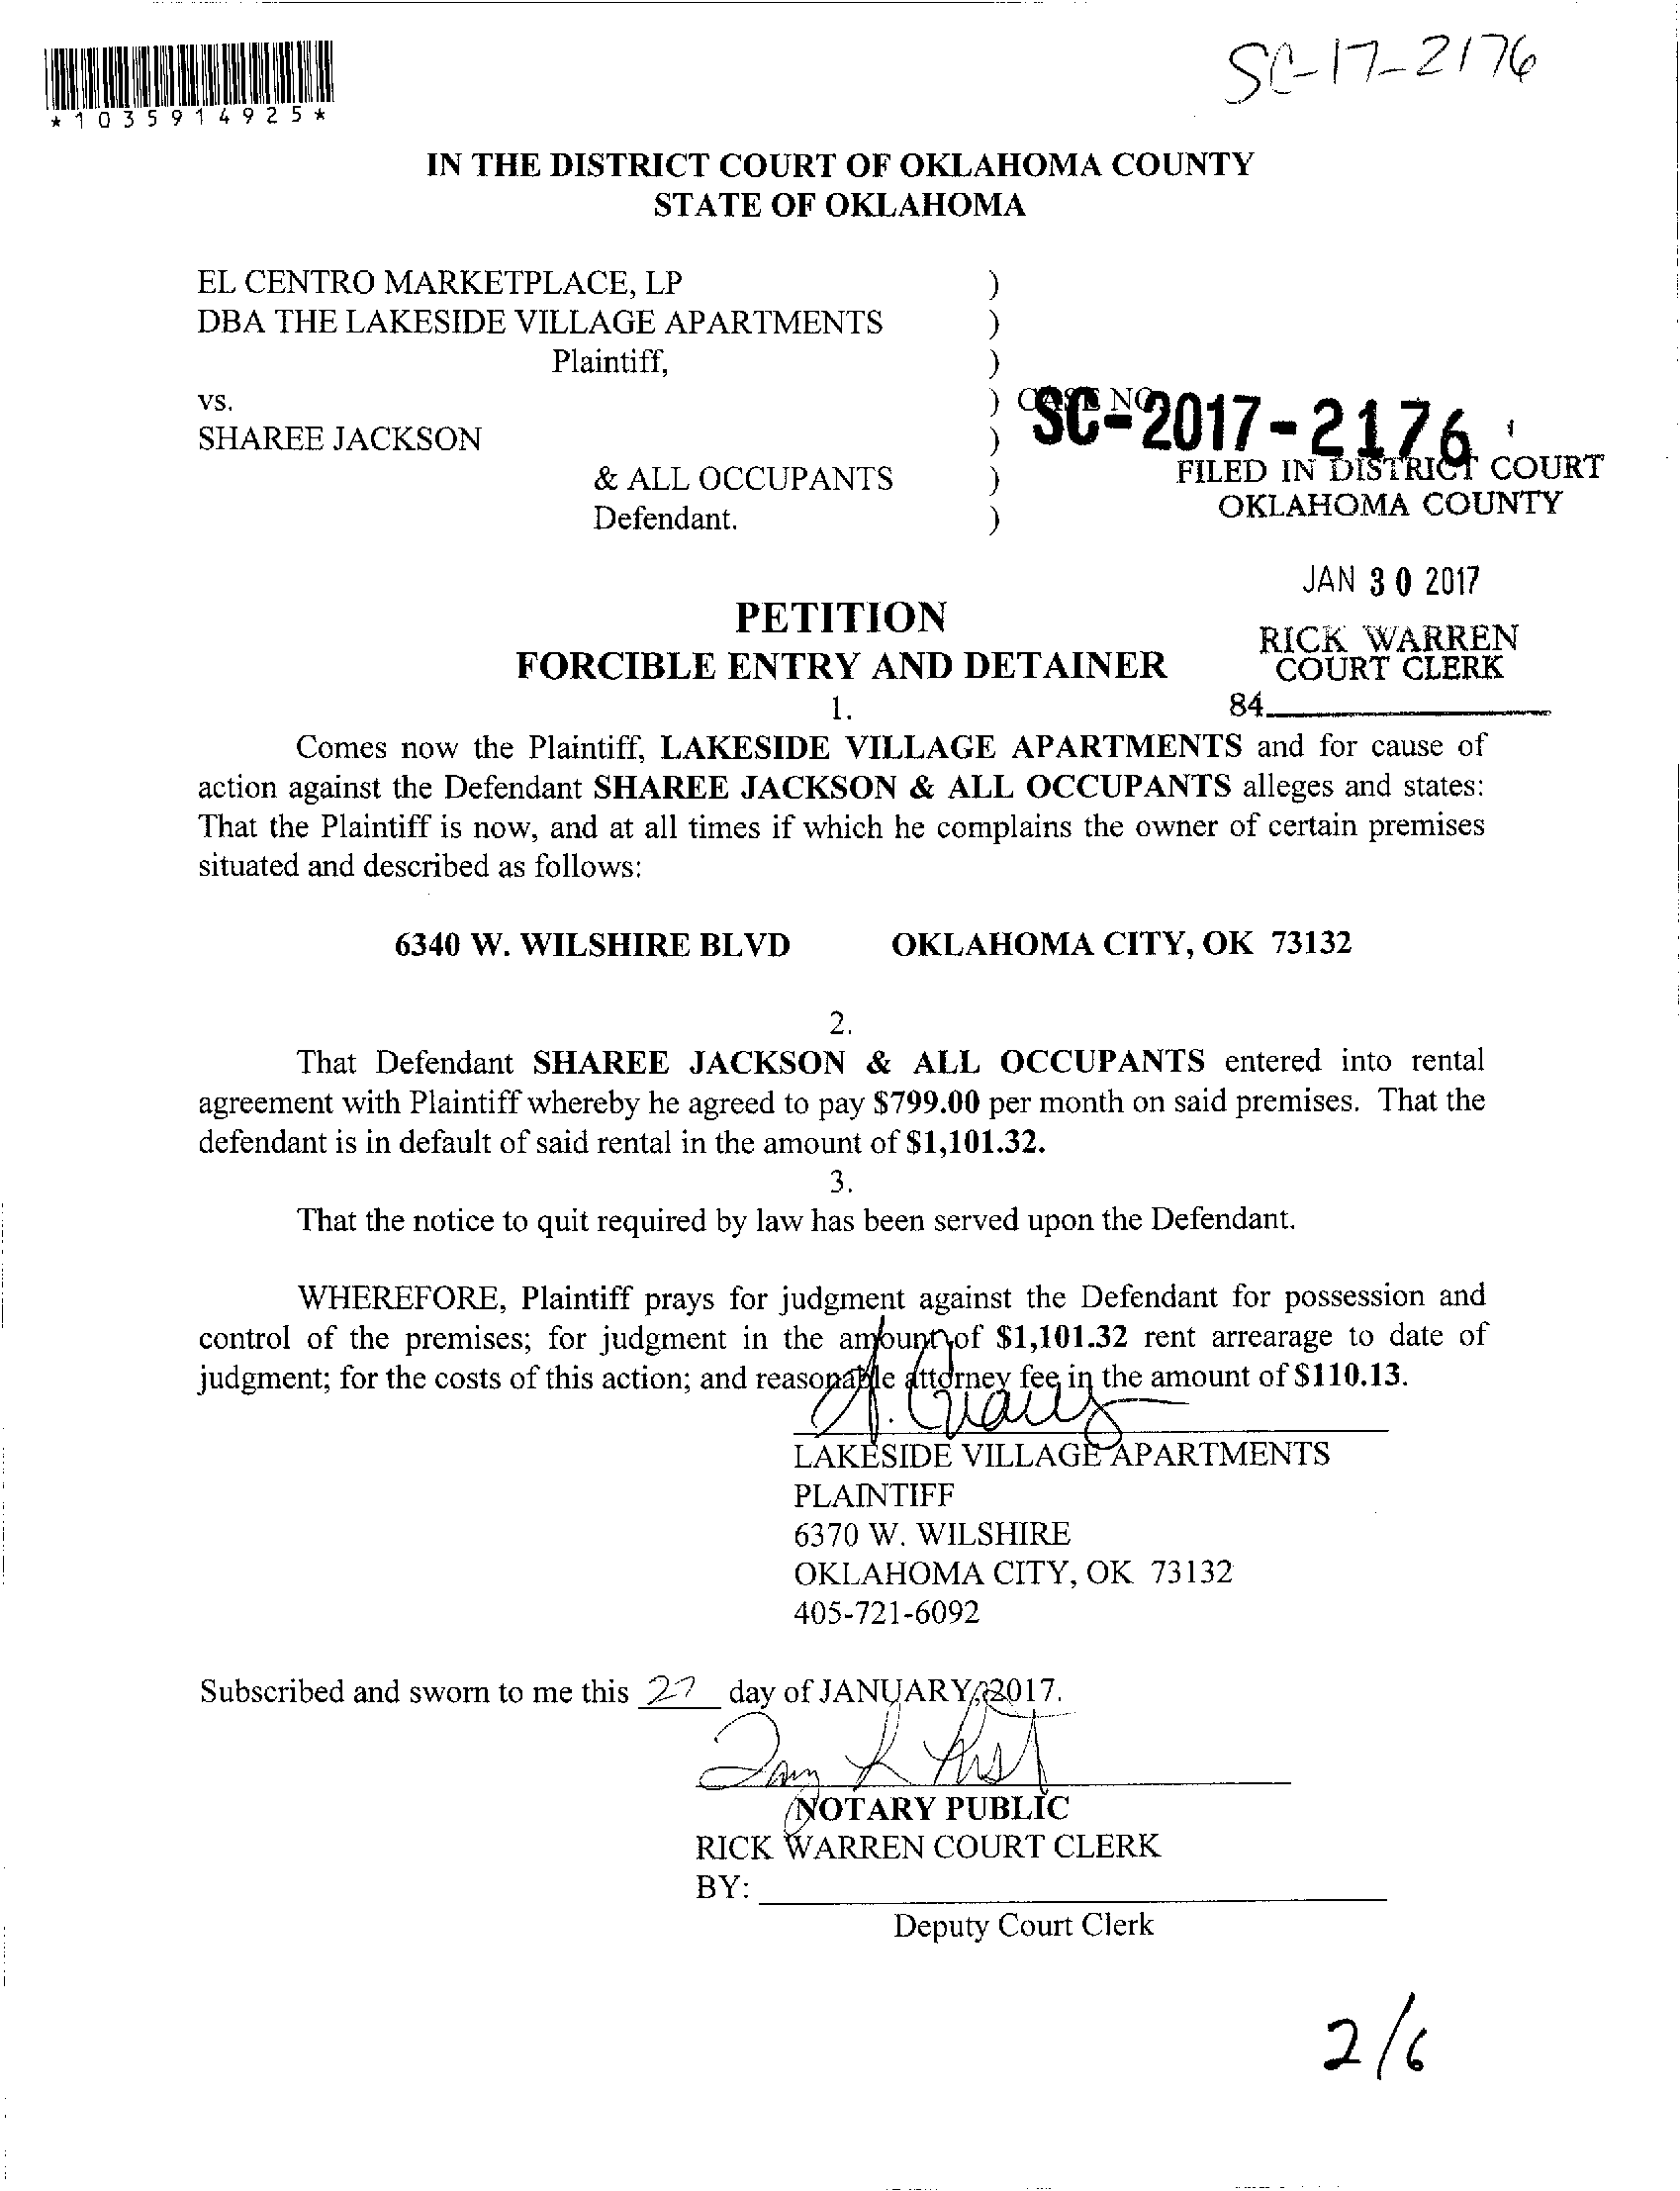 SC-17-2176
*1035914925*
IN THE DISTRICT COURT OF OKLAHOMA COUNTY
STATE OF OKLAHOMA
EL CENTRO MARKETPLACE, LP )
DBA THE LAKESIDE VILLAGE APARTMENTS )
Plaintiff, )
vs. ) CASE NO
SC-2017-2176
SHAREE JACKSON )
& ALL OCCUPANTS )
Defendant. )
FILED IN DISTRICT COURT
OKLAHOMA COUNTY
JAN 30 2017
RICK WARREN
COURT CLERK
84
PETITION
FORCIBLE ENTRY AND DETAINER
1.
Comes now the Plaintiff, LAKESIDE VILLAGE APARTMENTS and for cause of
action against the Defendant SHAREE JACKSON & ALL OCCUPANTS alleges and states:
That the Plaintiff is now, and at all times if which he complains the owner of certain premises
situated and described as follows:
6340 W. WILSHIRE BLVD OKLAHOMA CITY, OK 73132
2.
That Defendant SHAREE JACKSON & ALL OCCUPANTS entered into rental
agreement with Plaintiff whereby he agreed to pay $799.00 per month on said premises. That the
defendant is in default of said rental in the amount of $1,101.32.
3.
That the notice to quit required by law has been served upon the Defendant.
WHEREFORE, Plaintiff prays for judgment against the Defendant for possession and
control of the premises; for judgment in the amount of $1,101.32 rent arrearage to date of
judgment; for the costs of this action; and reasonable attorney fee in the amount of $110.13.
LAKESIDE VILLAGE APARTMENTS
PLAINTIFF
6370 W. WILSHIRE
OKLAHOMA CITY, OK 73132
405-721-6092
Subscribed and sworn to me this 27 day of JANUARY, 2017.
NOTARY PUBLIC
RICK WARREN COURT CLERK
BY:
Deputy Court Clerk
2/6